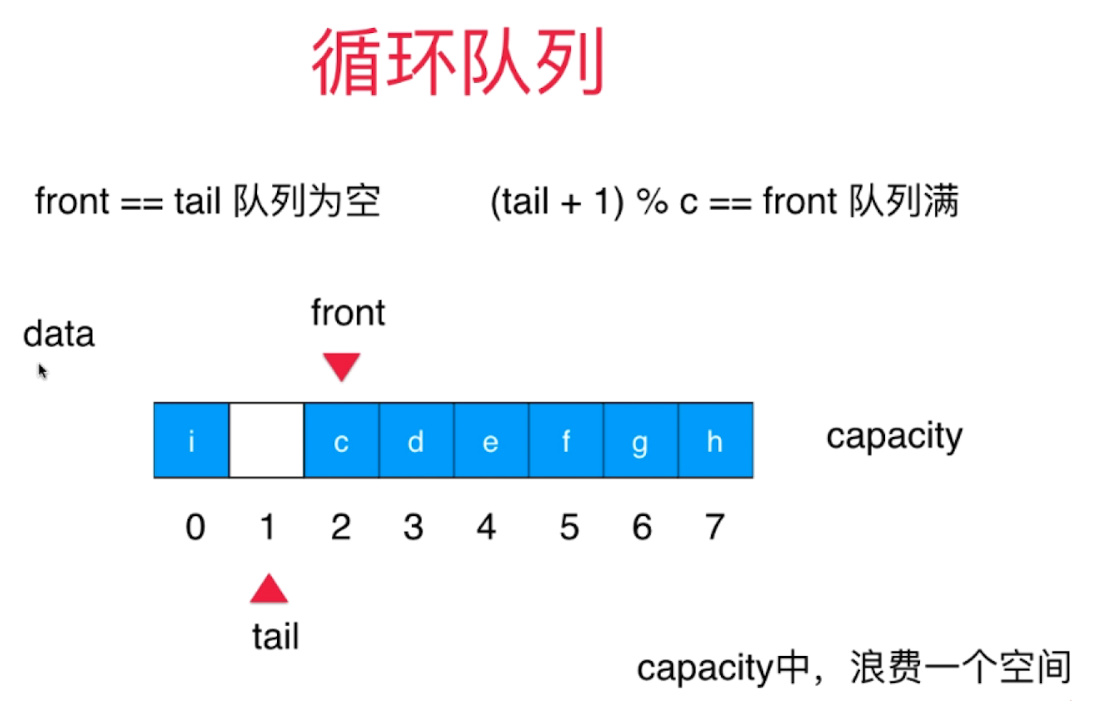 循环队列
front == tail 队列为空 (tail + 1) % c == front 队列满
front
data
i c d e f g h
capacity
0 1 2 3 4 5 6 7
tail
capacity中，浪费一个空间